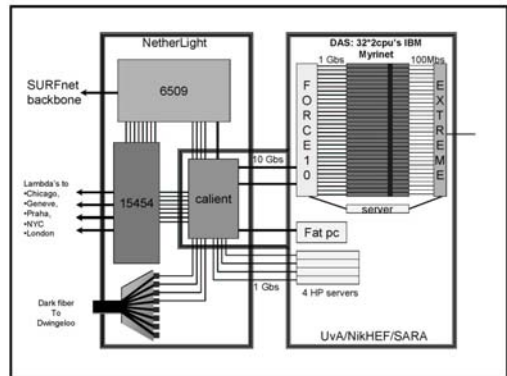 NetherLight
DAS: 32*2cpu's IBM
Myrinet
1 Gbs
100Mbs
SURFnet
backbone
6509
FORCE10
EXTREME
10 Gbs
Lambda's to
•Chicago,
•Geneve,
•Praha,
•NYC
•London
15454
calient
server
Fat pc
1 Gbs
4 HP servers
Dark fiber
To
Dwingeloo
UvA/NikHEF/SARA